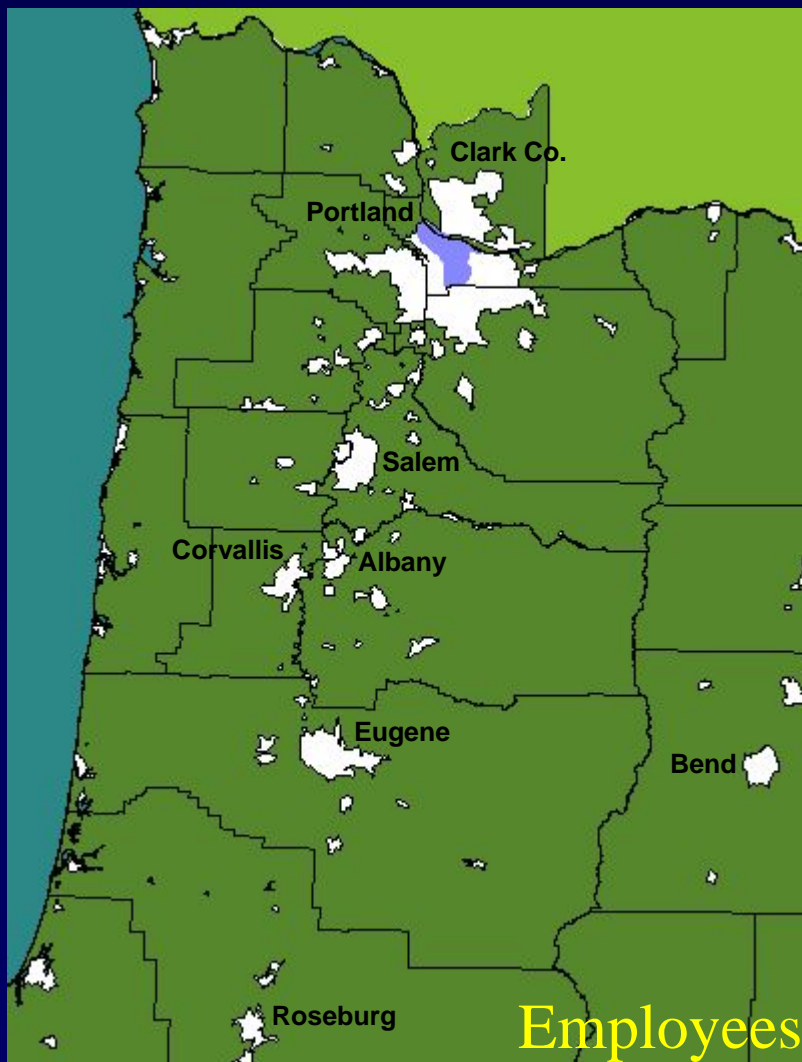 Clark Co.
Portland
Salem
Corvallis
Albany
Eugene
Bend
Roseburg
Employees